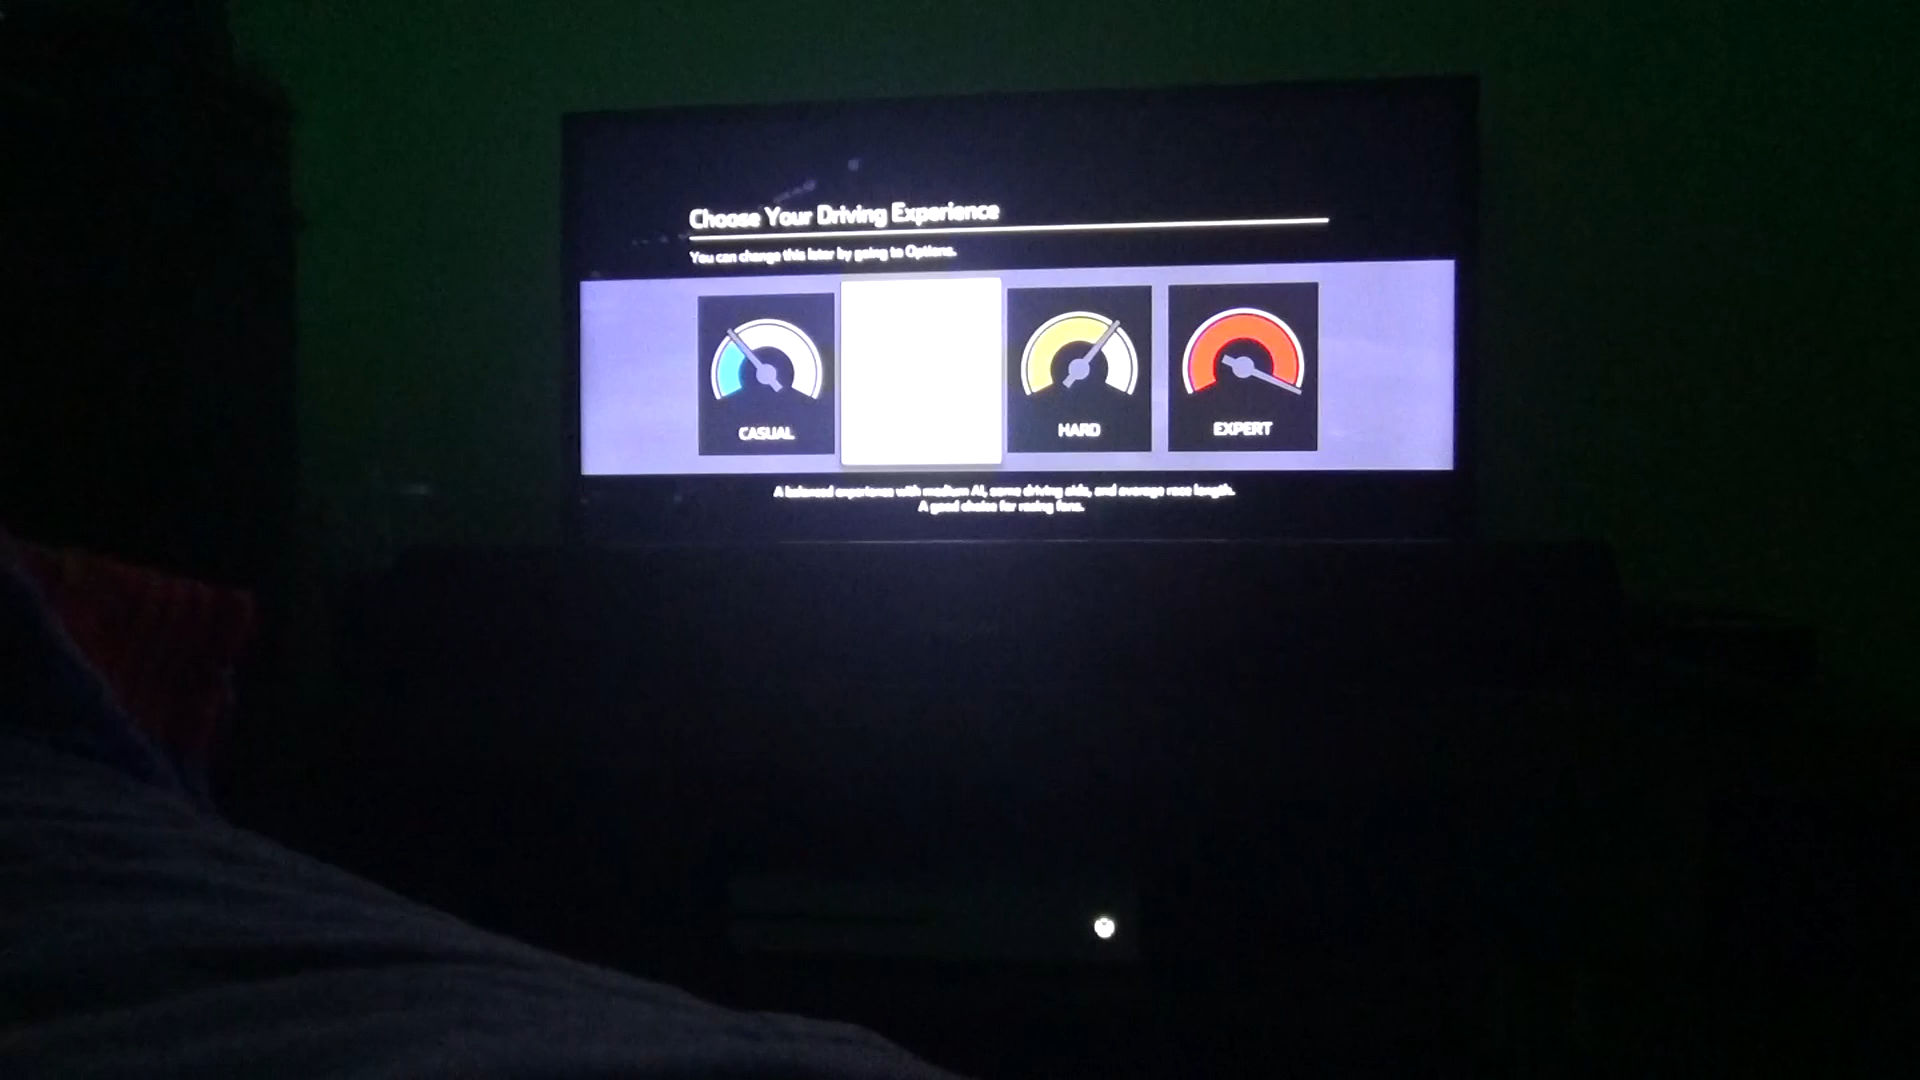 Choose Your Driving Experience
You can change this later by going to Options.
CASUAL
HARD
EXPERT
A balanced experience with medium AI, some driving aids, and average race length.
A good choice for racing fans.